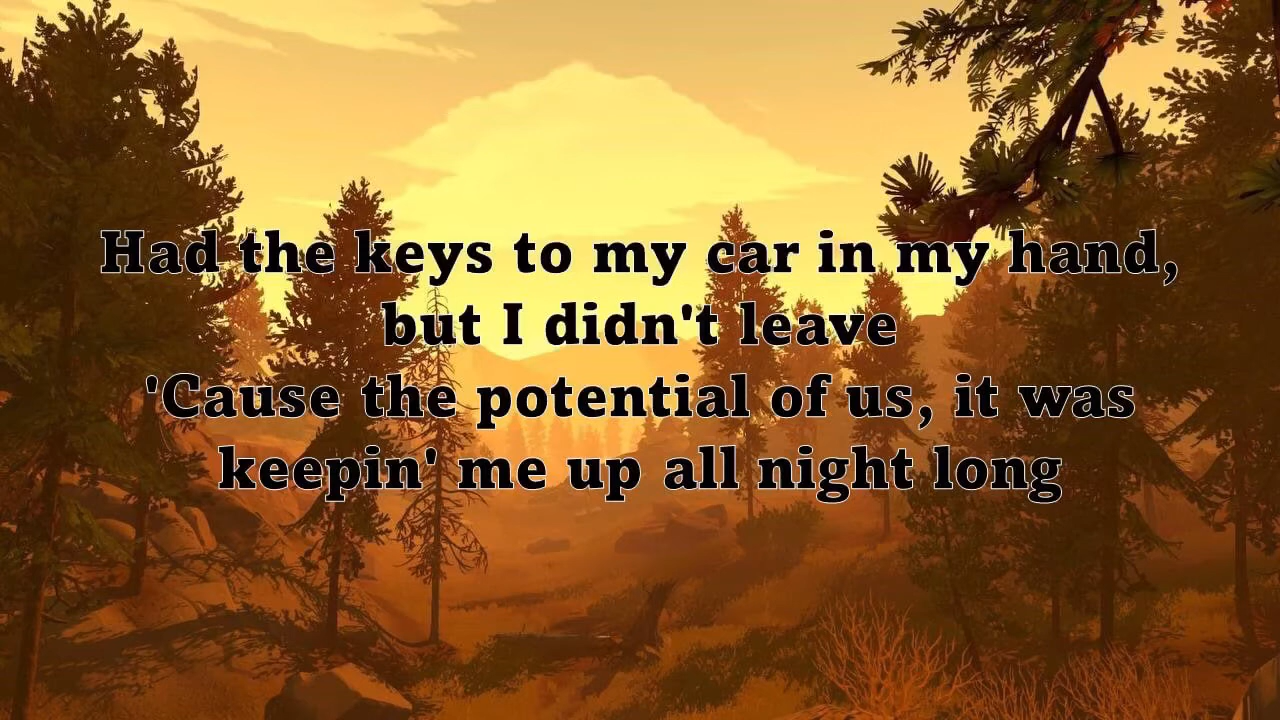 Had the keys to my car in my hand,
but I didn't leave
'Cause the potential of us, it was
keepin' me up all night long